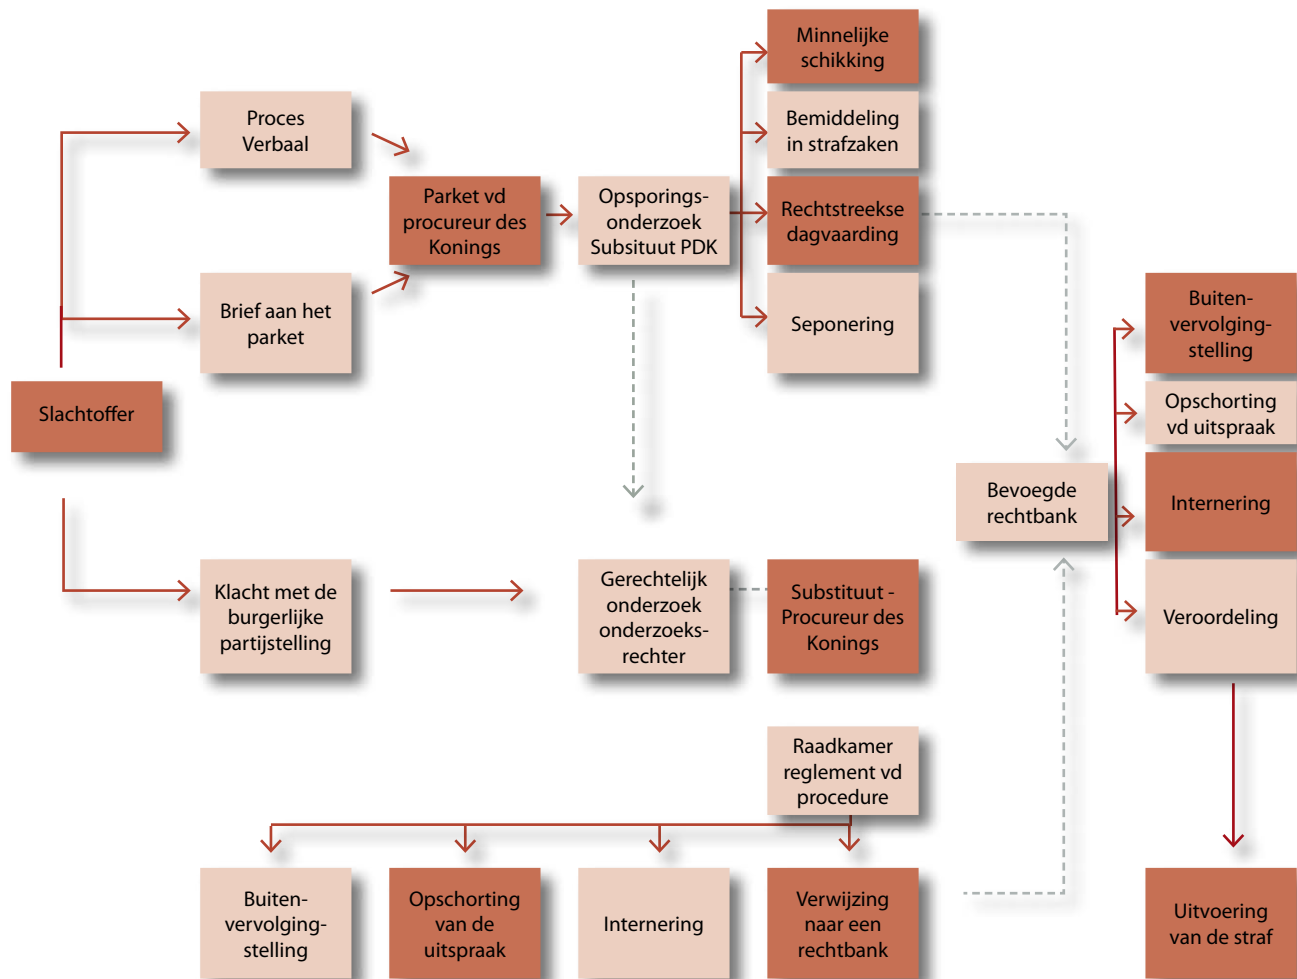 Minnelijke
schikking
Proces
Verbaal
Bemiddeling
in strafzaken
Parket vd
procureur des
Konings
Opsporings-
onderzoek
Subsituut PDK
Rechtstreekse
dagvaarding
Brief aan het
parket
Seponering
Buiten-
vervolging-
stelling
Slachtoffer
Opschorting
vd uitspraak
Bevoegde
rechtbank
Internering
Klacht met de
burgerlijke
partijstelling
Gerechtelijk
onderzoek
onderzoeks-
rechter
Substituut -
Procureur des
Konings
Veroordeling
Raadkamer
reglement vd
procedure
Buiten-
vervolging-
stelling
Opschorting
van de
uitspraak
Internering
Verwijzing
naar een
rechtbank
Uitvoering
van de straf